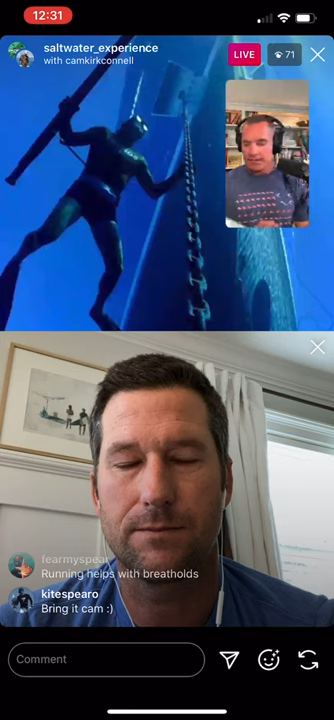 12:31
saltwater_experience
with camkirkconnell
LIVE
71
fearmyspear
Running helps with breatholds
kitespearo
Bring it cam :)
Comment